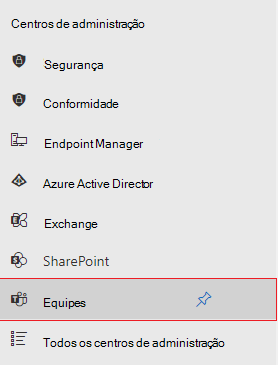 Centros de administração
Segurança
Conformidade
Endpoint Manager
Azure Active Director
Exchange
SharePoint
Equipes
Todos os centros de administração